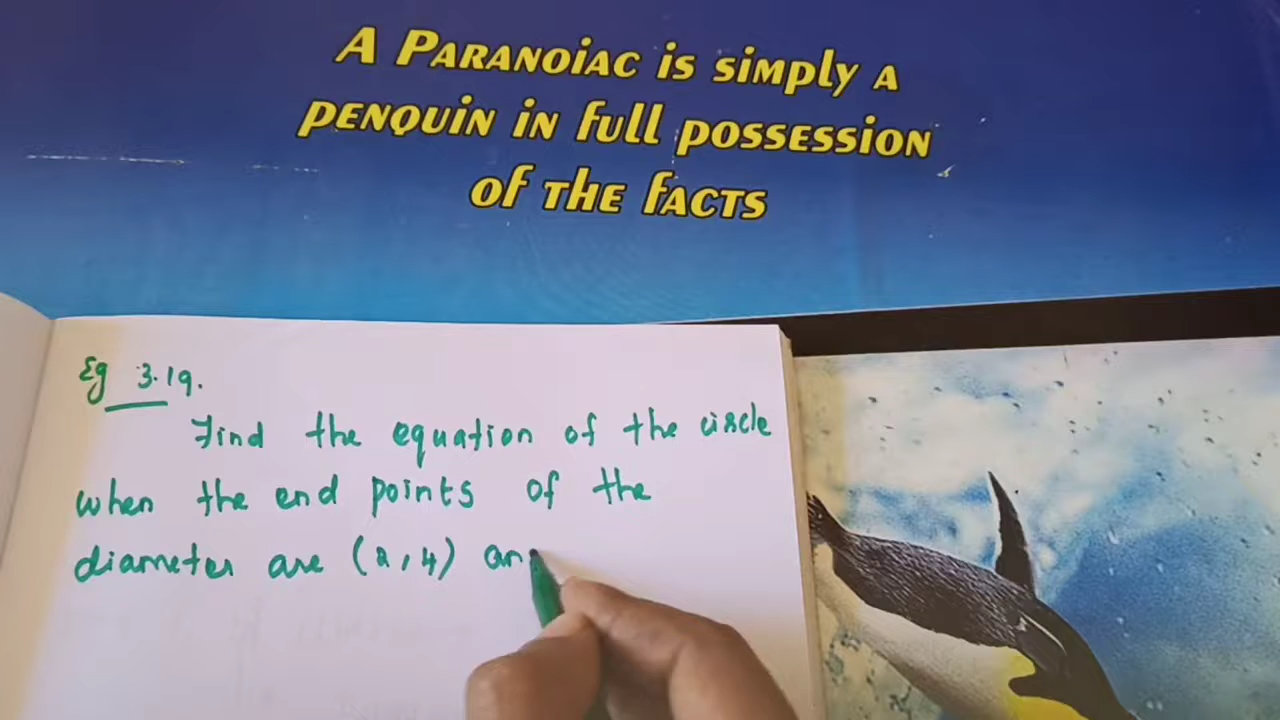 A PARANOIAC IS SIMPLY A
PENQUIN IN FULL POSSESSION
OF THE FACTS
Eg 3.19.
Find the equation of the circle
when the end points of the
diameter are (2,4) an